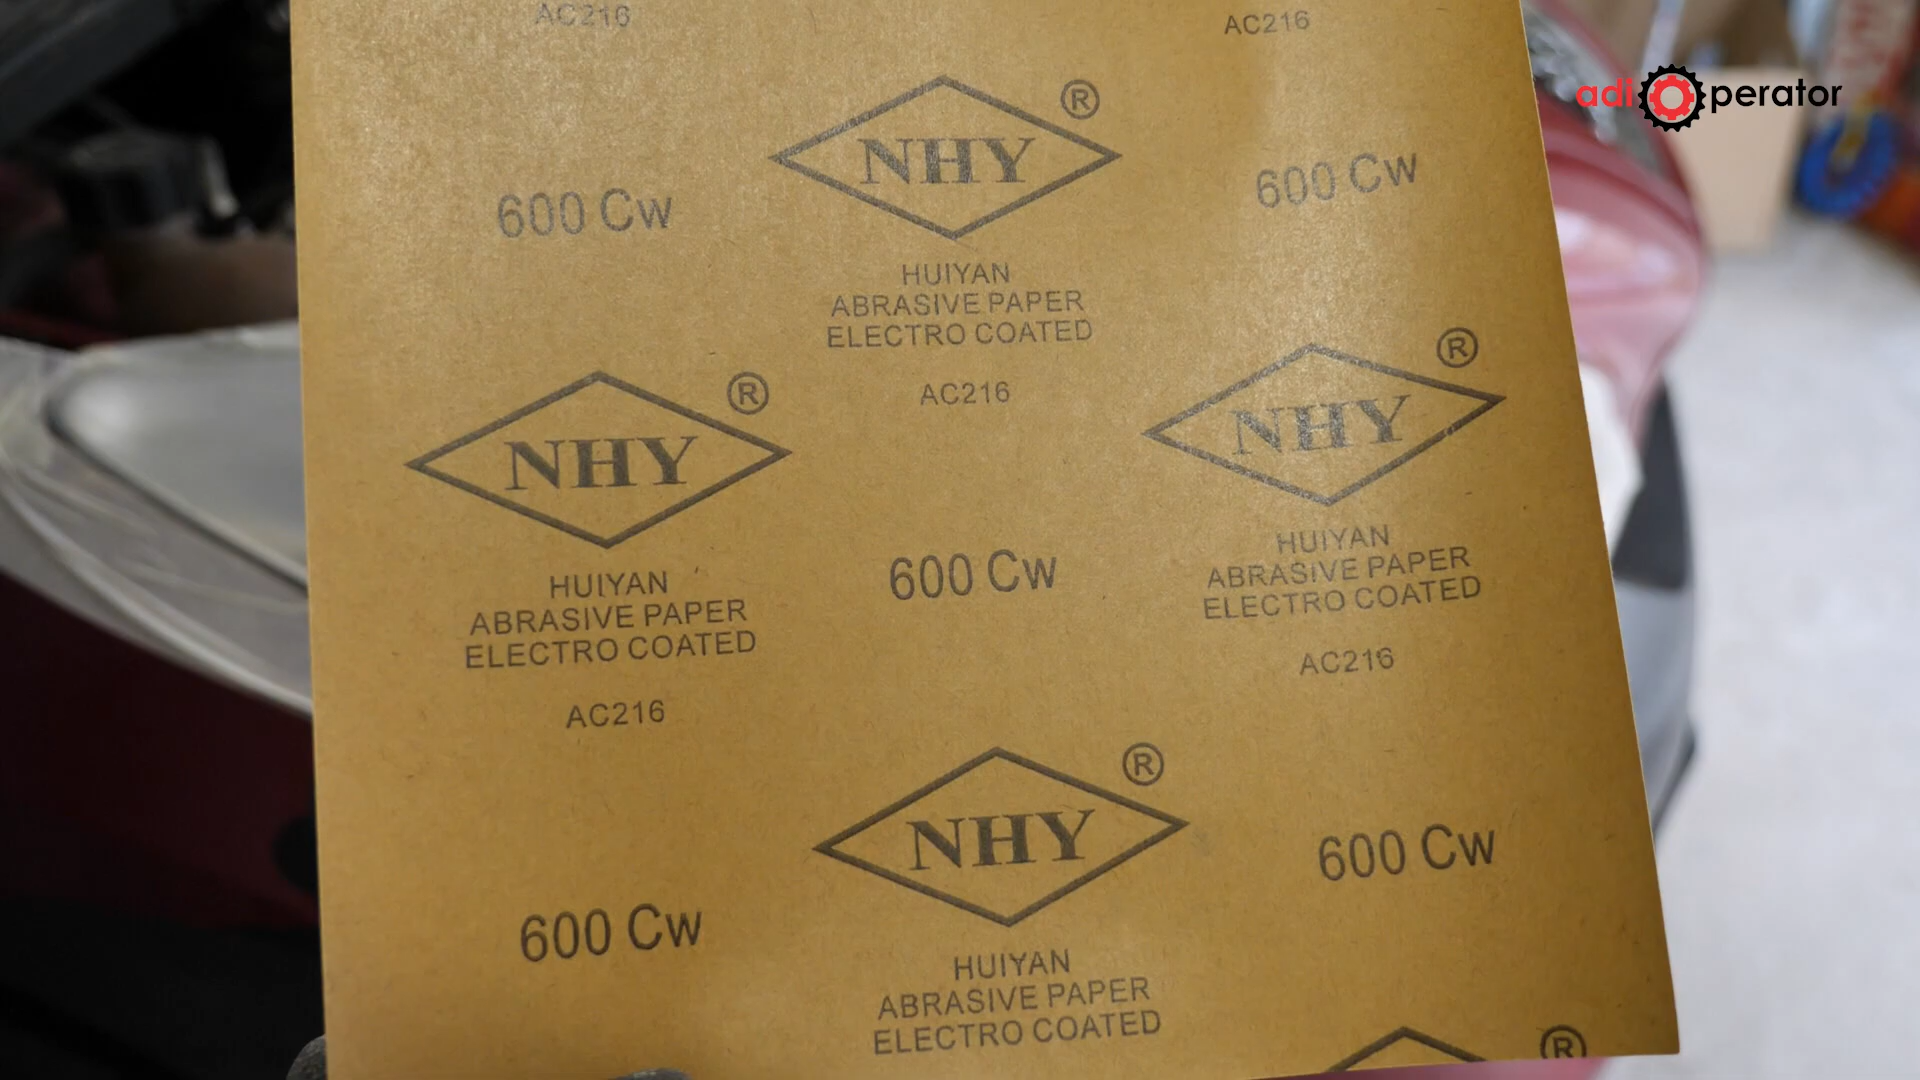 AC216
AC216
adi perator
NHY ®
600 Cw
600 Cw
HUIYAN
ABRASIVE PAPER
ELECTRO COATED
AC216
NHY ®
NHY ®
600 Cw
HUIYAN
ABRASIVE PAPER
ELECTRO COATED
AC216
HUIYAN
ABRASIVE PAPER
ELECTRO COATED
AC216
NHY ®
600 Cw
600 Cw
HUIYAN
ABRASIVE PAPER
ELECTRO COATED
®